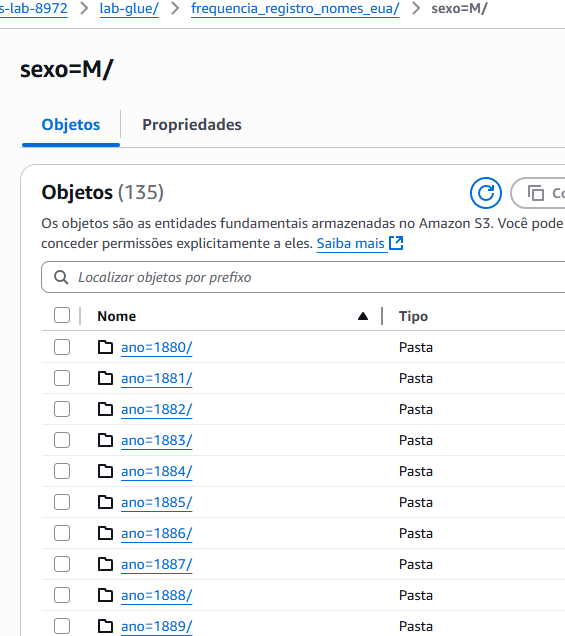 s-lab-8972 > lab-glue/ > frequencia_registro_nomes_eua/ > sexo=M/
sexo=M/
Objetos Propriedades
Objetos (135)
Co
Os objetos são as entidades fundamentais armazenadas no Amazon S3. Você pode
conceder permissões explicitamente a eles. Saiba mais
Localizar objetos por prefixo
Nome Tipo
ano=1880/ Pasta
ano=1881/ Pasta
ano=1882/ Pasta
ano=1883/ Pasta
ano=1884/ Pasta
ano=1885/ Pasta
ano=1886/ Pasta
ano=1887/ Pasta
ano=1888/ Pasta
ano=1889/ Pasta